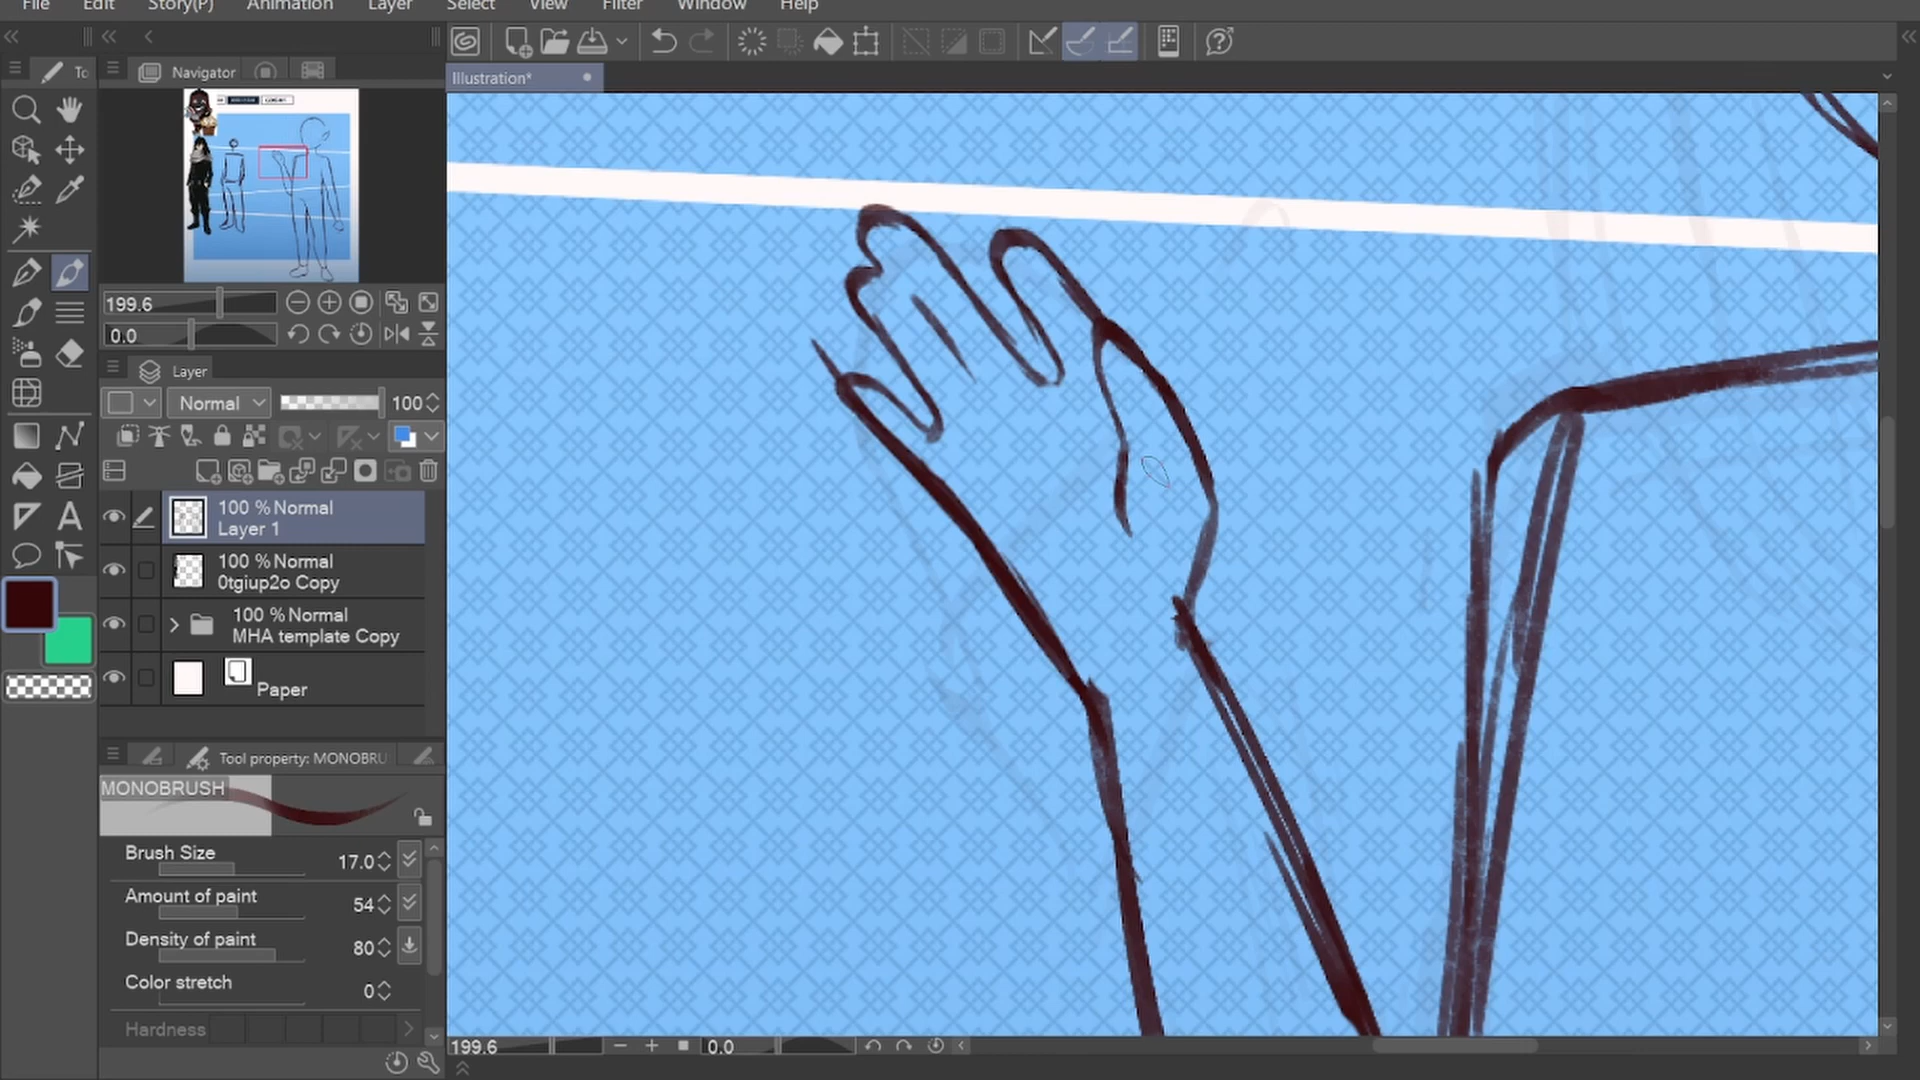 File Edit Story(P) Animation Layer Select View Filter Window Help
To
Navigator
Illustration*
199.6
0.0
Layer
Normal 100
100 % Normal
Layer 1
100 % Normal
0tgiup2o Copy
100 % Normal
MHA template Copy
Paper
Tool property: MONOBRU
MONOBRUSH
Brush Size 17.0
Amount of paint 54
Density of paint 80
Color stretch 0
Hardness
199.6 0.0